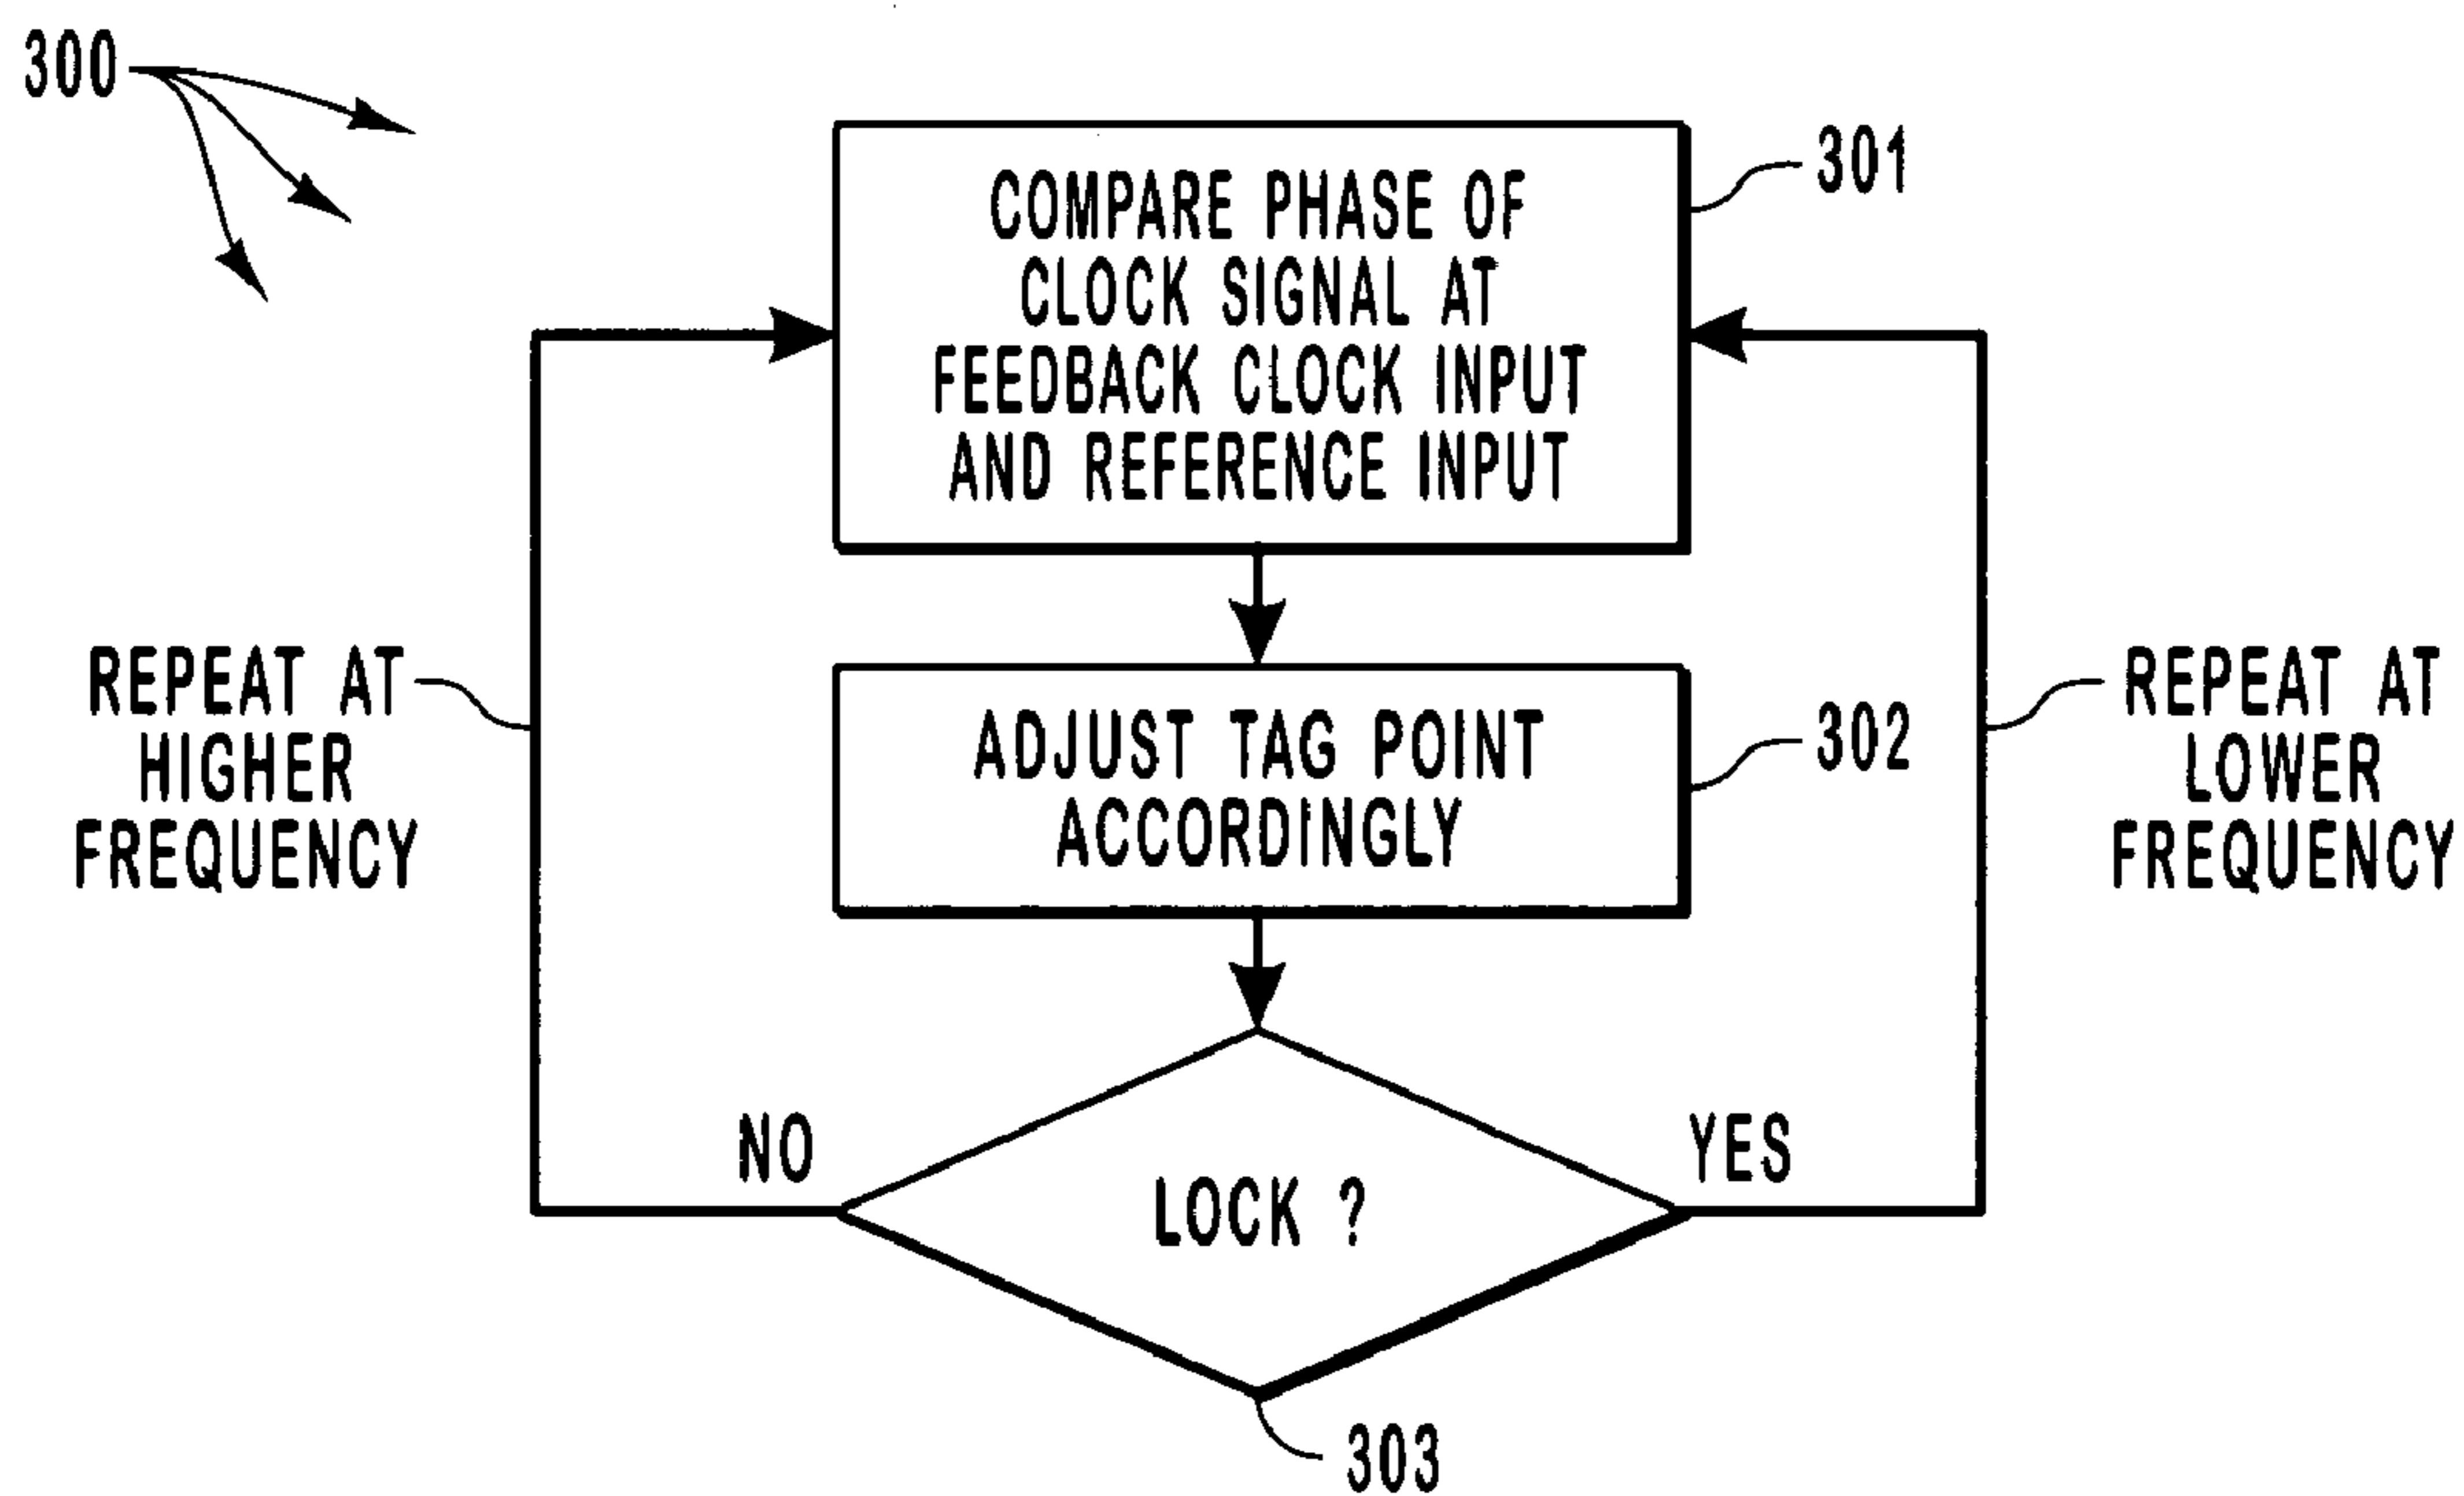 300
COMPARE PHASE OF
CLOCK SIGNAL AT
FEEDBACK CLOCK INPUT
AND REFERENCE INPUT
301
REPEAT AT
HIGHER
FREQUENCY
ADJUST TAG POINT
ACCORDINGLY
302
REPEAT AT
LOWER
FREQUENCY
NO
LOCK ?
YES
303